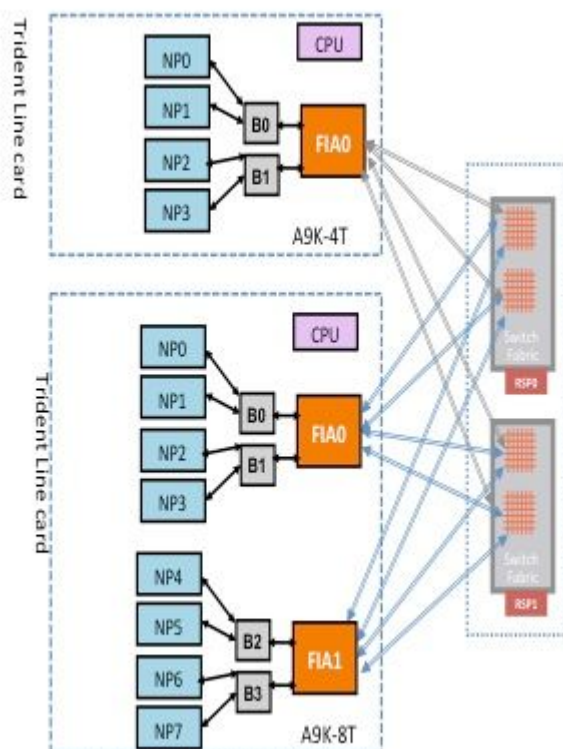 Trident Line card
CPU
NP0
NP1
B0
FIA0
NP2
B1
NP3
A9K-4T
Trident Line card
CPU
NP0
NP1
B0
FIA0
NP2
B1
NP3
NP4
NP5
B2
FIA1
NP6
B3
NP7
A9K-8T
Switch
Fabric
RSP0
Switch
Fabric
RSP1